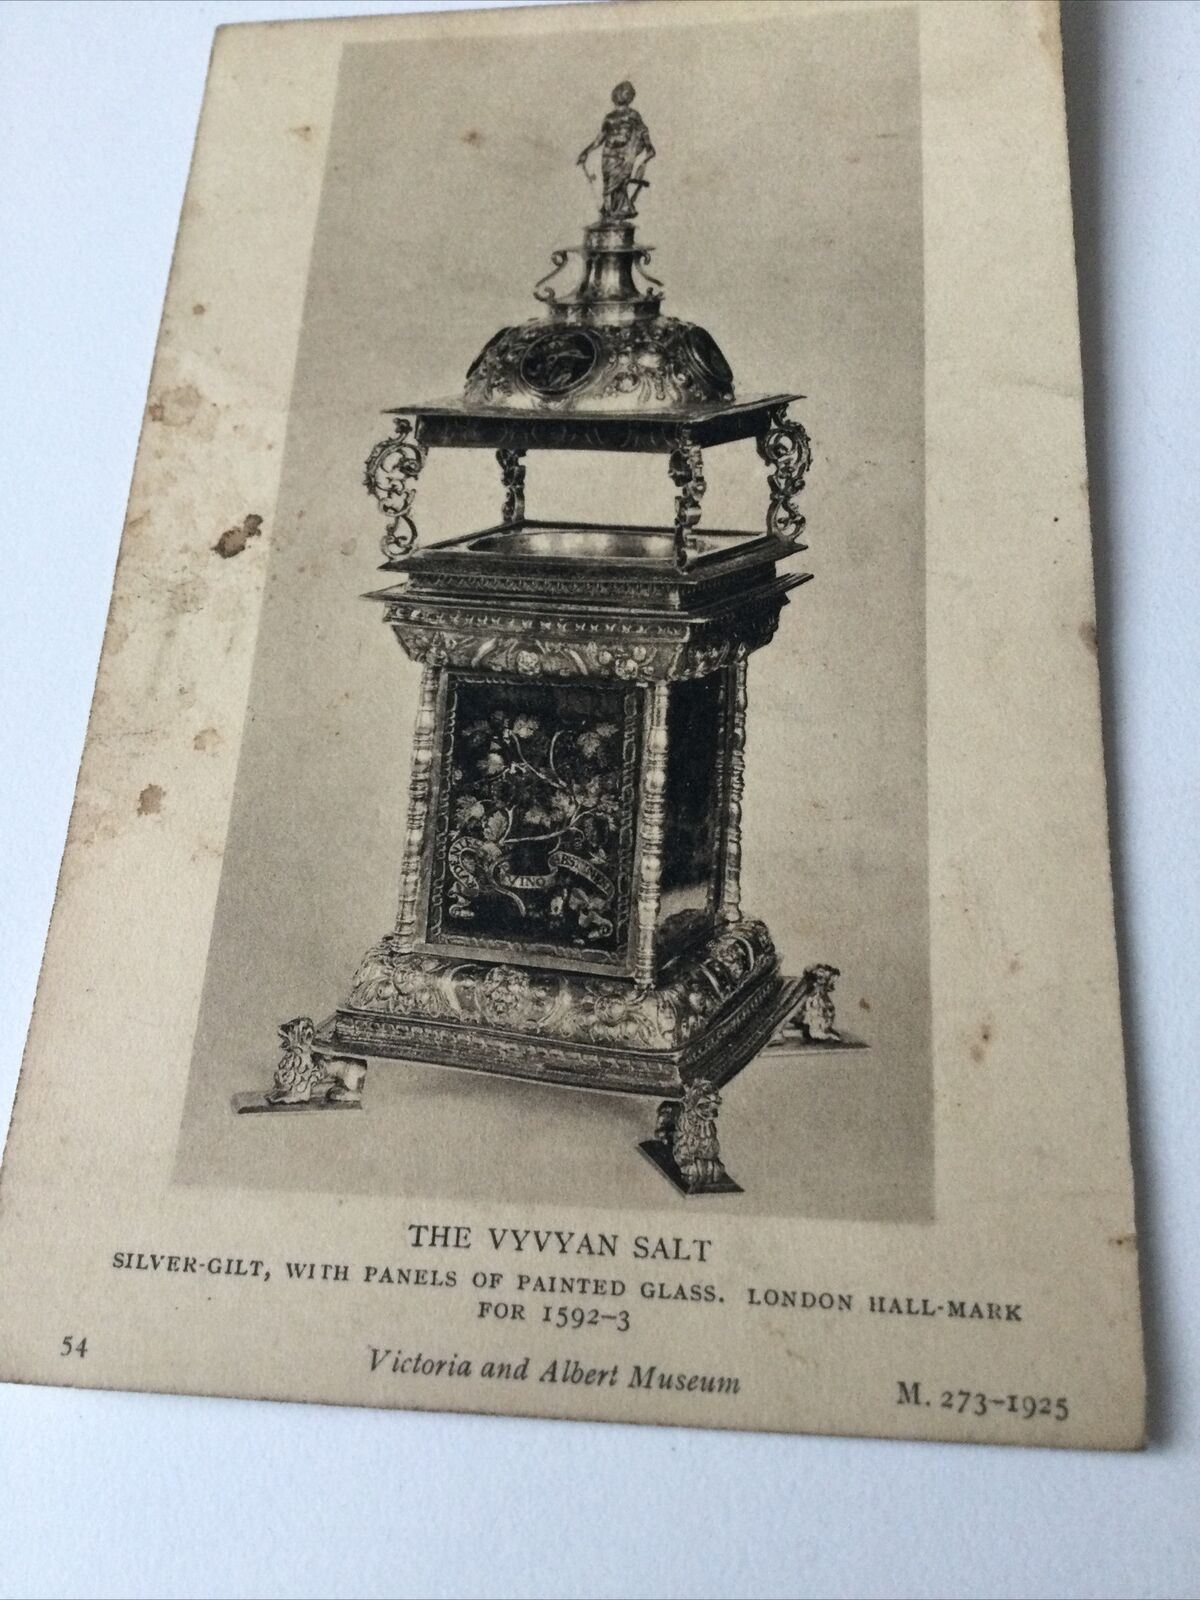 VINO
THE VYVYAN SALT
SILVER-GILT, WITH PANELS OF PAINTED GLASS. LONDON HALL-MARK
FOR 1592–3
54
Victoria and Albert Museum
M. 273–1925